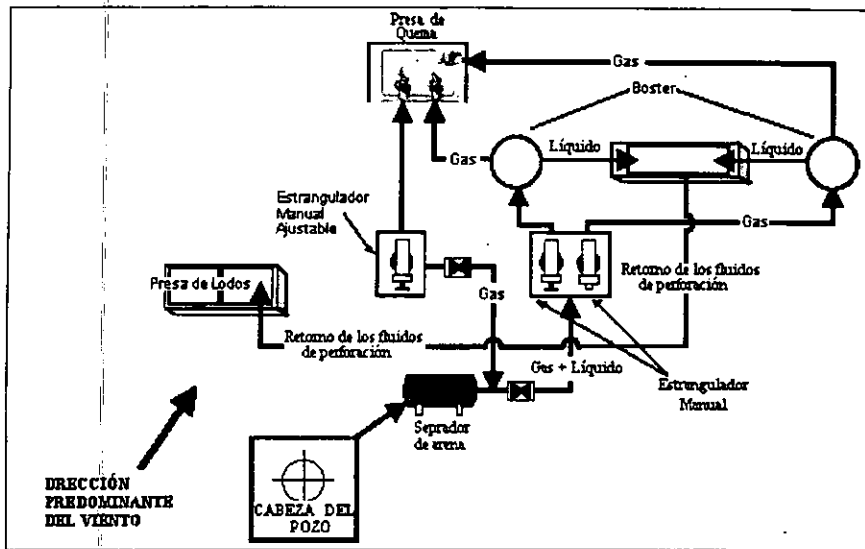 Presa de
Quema
Gas
Boster
Líquido
Líquido
Gas
Estrangulador
Manual
Ajustable
Gas
Presa de Lodos
Gas
Retorno de los fluidos
de perforación
Retorno de los fluidos
de perforación
Gas + Líquido
Estrangulador
Manual
Seprador
de arena
DRECCIÓN
PREDOMINANTE
DEL VIENTO
CABEZA DEL
POZO